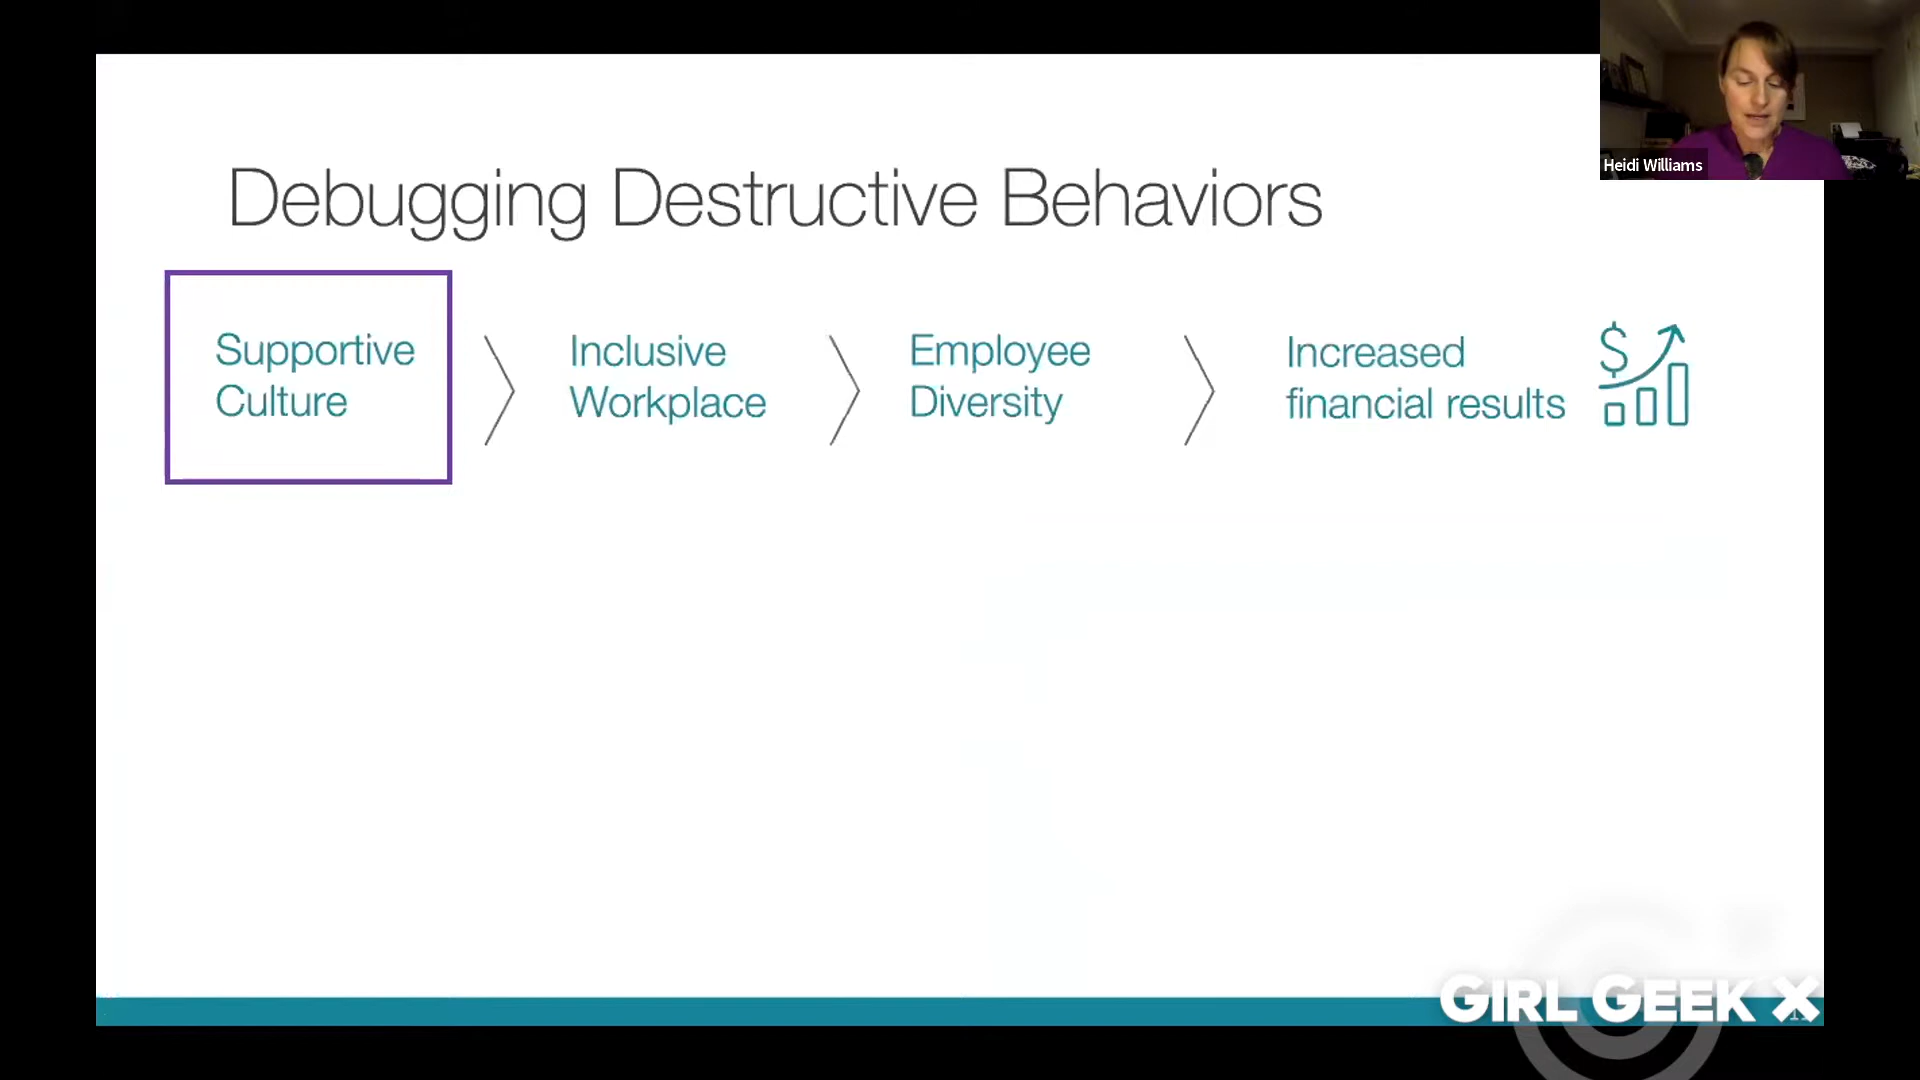 Heidi Williams
Debugging Destructive Behaviors
Supportive
Culture
Inclusive
Workplace
Employee
Diversity
Increased
financial results
$
GIRL GEEK X